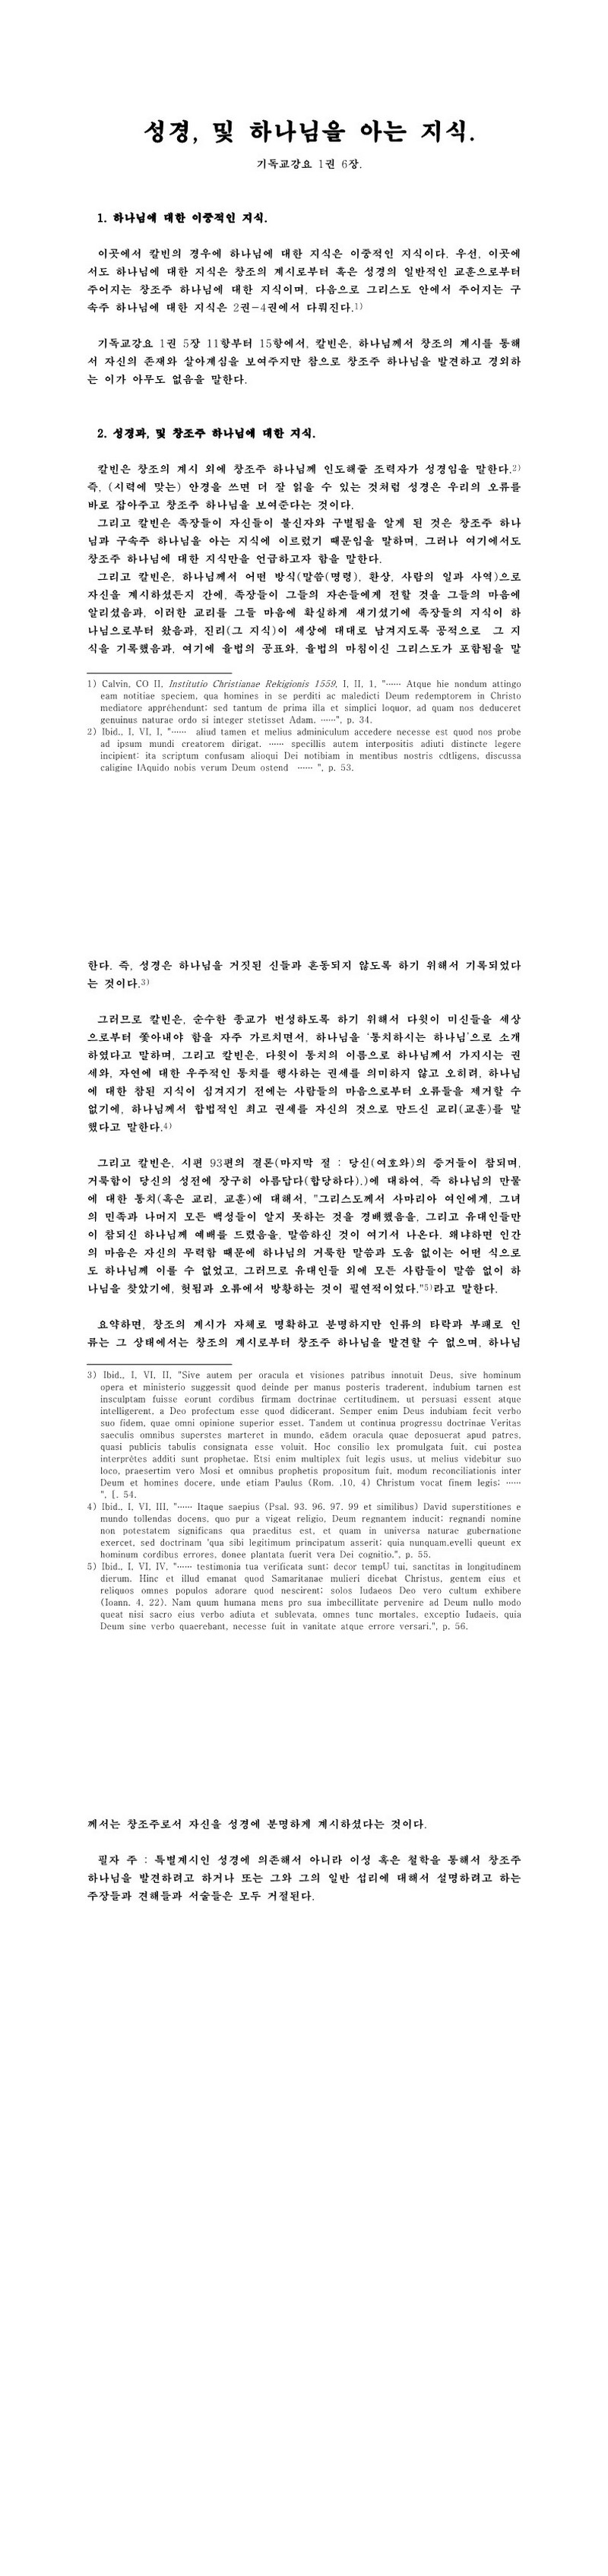 성경, 및 하나님을 아는 지식.
기독교강요 1권 6장.
1. 하나님에 대한 이중적인 지식.
이곳에서 칼빈의 경우에 하나님에 대한 지식은 이중적인 지식이다. 우선, 이곳에
서도 하나님에 대한 지식은 창조의 계시로부터 혹은 성경의 일반적인 교훈으로부터
주어지는 창조주 하나님에 대한 지식이며, 다음으로 그리스도 안에서 주어지는 구
속주 하나님에 대한 지식은 2권-4권에서 다뤄진다.1)
기독교강요 1권 5장 11항부터 15항에서, 칼빈은, 하나님께서 창조의 계시를 통해
서 자신의 존재와 살아계심을 보여주지만 참으로 창조주 하나님을 발견하고 경외하
는 이가 아무도 없음을 말한다.
2. 성경과, 및 창조주 하나님에 대한 지식.
칼빈은 창조의 계시 외에 창조주 하나님께 인도해줄 조력자가 성경임을 말한다.2)
즉, (시력에 맞는) 안경을 쓰면 더 잘 읽을 수 있는 것처럼 성경은 우리의 오류를
바로 잡아주고 창조주 하나님을 보여준다는 것이다.
그리고 칼빈은 족장들이 자신들이 불신자와 구별됨을 알게 된 것은 창조주 하나
님과 구속주 하나님을 아는 지식에 이르렀기 때문임을 말하며, 그러나 여기에서도
창조주 하나님에 대한 지식만을 언급하고자 함을 말한다.
그리고 칼빈은, 하나님께서 어떤 방식(말씀(명령), 환상, 사람의 일과 사역)으로
자신을 계시하셨든지 간에, 족장들이 그들의 자손들에게 전할 것을 그들의 마음에
알리셨음과, 이러한 교리를 그들 마음에 확실하게 새기셨기에 족장들의 지식이 하
나님으로부터 왔음과, 진리(그 지식)이 세상에 대대로 남겨지도록 공적으로 그 지
식을 기록했음과, 여기에 율법의 공표와, 율법의 마침이신 그리스도가 포함됨을 말
1) Calvin, CO II, Institutio Christianae Rekigionis 1559, I, II, 1, "…… Atque hie nondum attingo
eam notitiae speciem, qua homines in se perditi ac maledicti Deum redemptorem in Christo
mediatore appréhendunt; sed tantum de prima illa et simplici loquor, ad quam nos deduceret
genuinus naturae ordo si integer stetisset Adam. ……", p. 34.
2) Ibid., I, VI, I, "…… aliud tamen et melius adminiculum accedere necesse est quod nos probe
ad ipsum mundi creatorem dirigat. …… specillis autem interpositis adiuti distincte legere
incipient; ita scriptum confusam alioqui Dei notibiam in mentibus nostris cdtligens, discussa
caligine lAquido nobis verum Deum ostend …… ", p. 53.
한다. 즉, 성경은 하나님을 거짓된 신들과 혼동되지 않도록 하기 위해서 기록되었다
는 것이다.3)
그러므로 칼빈은, 순수한 종교가 번성하도록 하기 위해서 다윗이 미신들을 세상
으로부터 쫓아내야 함을 자주 가르치면서, 하나님을 '통치하시는 하나님'으로 소개
하였다고 말하며, 그리고 칼빈은, 다윗이 통치의 이름으로 하나님께서 가지시는 권
세와, 자연에 대한 우주적인 통치를 행사하는 권세를 의미하지 않고 오히려, 하나님
에 대한 참된 지식이 심겨지기 전에는 사람들의 마음으로부터 오류들을 제거할 수
없기에, 하나님께서 합법적인 최고 권세를 자신의 것으로 만드신 교리(교훈)를 말
했다고 말한다.4)
그리고 칼빈은, 시편 93편의 결론(마지막 절 : 당신(여호와)의 증거들이 참되며,
거룩함이 당신의 성전에 장구히 아름답다(합당하다).)에 대하여, 즉 하나님의 만물
에 대한 통치(혹은 교리, 교훈)에 대해서, "그리스도께서 사마리아 여인에게, 그녀
의 민족과 나머지 모든 백성들이 알지 못하는 것을 경배했음을, 그리고 유대인들만
이 참되신 하나님께 예배를 드렸음을, 말씀하신 것이 여기서 나온다. 왜냐하면 인간
의 마음은 자신의 무력함 때문에 하나님의 거룩한 말씀과 도움 없이는 어떤 식으로
도 하나님께 이를 수 없었고, 그러므로 유대인들 외에 모든 사람들이 말씀 없이 하
나님을 찾았기에, 헛됨과 오류에서 방황하는 것이 필연적이었다."5)라고 말한다.
요약하면, 창조의 계시가 자체로 명확하고 분명하지만 인류의 타락과 부패로 인
류는 그 상태에서는 창조의 계시로부터 창조주 하나님을 발견할 수 없으며, 하나님
3) Ibid., I, VI, II, "Sive autem per oracula et visiones patribus innotuit Deus, sive hominum
opera et ministerio suggessit quod deinde per manus posteris traderent, indubium tarnen est
insculptam fuisse eorunt cordibus firmam doctrinae certitudinem, ut persuasi essent atque
intelligerent, a Deo profectum esse quod didicerant. Semper enim Deus indubiam fecit verbo
suo fidem, quae omni opinione superior esset. Tandem ut continua progressu doctrinae Veritas
saeculis omnibus superstes marteret in mundo, eâdem oracula quae deposuerat apud patres,
quasi publicis tabulis consignata esse voluit. Hoc consilio lex promulgata fuit, cui postea
interprêtes additi sunt prophetae. Etsi enim multiplex fuit legis usus, ut melius videbitur suo
loco, praesertim vero Mosi et omnibus prophetis propositum fuit, modum reconciliationis inter
Deum et homines docere, unde etiam Paulus (Rom. .10, 4) Christum vocat finem legis; ……
", [. 54.
4) Ibid., I, VI, III, "…… Itaque saepius (Psal. 93. 96. 97. 99 et similibus) David superstitiones e
mundo tollendas docens, quo pur a vigeat religio, Deum regnantem inducit; regnandi nomine
non potestatem significans qua praeditus est, et quam in universa naturae gubernatione
exercet, sed doctrinam 'qua sibi legitimum principatum asserit; quia nunquam.evelli queunt ex
hominum cordibus errores, donee plantata fuerit vera Dei cognitio.", p. 55.
5) Ibid., I, VI, IV, "…… testimonia tua verificata sunt; decor tempU tui, sanctitas in longitudinem
dierum. Hinc et illud emanat quod Samaritanae mulieri dicebat Christus, gentem eius et
reliquos omnes populos adorare quod nescirent; solos Iudaeos Deo vero cultum exhibere
(Ioann. 4, 22). Nam quum humana mens pro sua imbecillitate pervenire ad Deum nullo modo
queat nisi sacro eius verbo adiuta et sublevata, omnes tunc mortales, exceptio Iudaeis, quia
Deum sine verbo quaerebant, necesse fuit in vanitate atque errore versari.", p. 56.
께서는 창조주로서 자신을 성경에 분명하게 계시하셨다는 것이다.
필자 주 : 특별계시인 성경에 의존해서 아니라 이성 혹은 철학을 통해서 창조주
하나님을 발견하려고 하거나 또는 그와 그의 일반 섭리에 대해서 설명하려고 하는
주장들과 견해들과 서술들은 모두 거절된다.